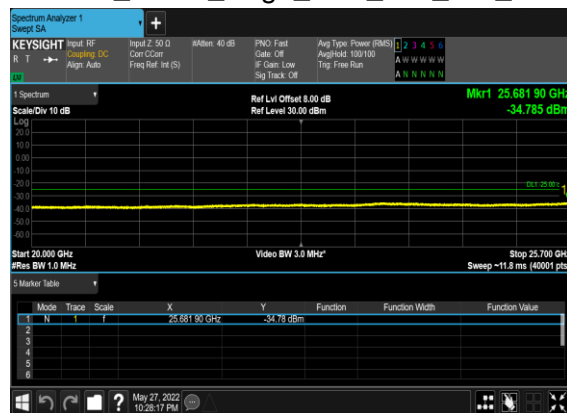 Spectrum Analyzer 1
Swept SA
KEYSIGHT
R T
Input: RF
Coupling: DC
Align: Auto
Input Z: 50 Ω
Corr CCorr
Freq Ref: Int (S)
#Atten: 40 dB
PNO: Fast
Gate: Off
IF Gain: Low
Sig Track: Off
Avg Type: Power (RMS)
Avg|Hold: 100/100
Trig: Free Run
1 2 3 4 5 6
A W W W W W
A N N N N N
1 Spectrum
Scale/Div 10 dB
Log
Ref Lvl Offset 8.00 dB
Ref Level 30.00 dBm
Mkr1 25.681 90 GHz
-34.785 dBm
20.0
10.0
0.00
-10.0
-20.0
-30.0
-40.0
-50.0
-60.0
1
Start 20.000 GHz
#Res BW 1.0 MHz
Video BW 3.0 MHz*
Stop 25.700 GHz
Sweep ~11.8 ms (40001 pts)
5 Marker Table
Mode Trace Scale X Y Function Function Width Function Value
1 N 1 f 25.681 90 GHz -34.78 dBm
2
3
4
5
6
May 27, 2022
10:28:17 PM